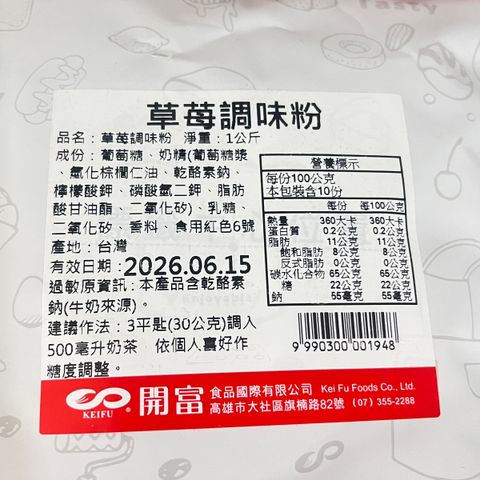 Tasty
草莓調味粉
品名：草莓調味粉 淨重：1公斤
成份：葡萄糖、奶精(葡萄糖漿
、氫化棕櫚仁油、乾酪素鈉、
檸檬酸鉀、磷酸氫二鉀、脂肪
酸甘油酯、二氧化矽)、乳糖、
二氧化矽、香料、食用紅色6號
產地：台灣
有效日期：2026.06.15
過敏原資訊：本產品含乾酪素
鈉(牛奶來源)。
建議作法：3平匙(30公克)調入
500毫升奶茶 依個人喜好作
糖度調整。
營養標示
每份100公克
本包裝含10份
每份 每100公克
熱量 360大卡 360大卡
蛋白質 0.2公克 0.2公克
脂肪 11公克 11公克
飽和脂肪 8公克 8公克
反式脂肪 0公克 0公克
碳水化合物 65公克 65公克
糖 22公克 22公克
鈉 55毫克 55毫克
9 990300 001948
KEIFU 開富 食品國際有限公司 Kei Fu Foods Co., Ltd.
高雄市大社區旗楠路82號 (07) 355-2288